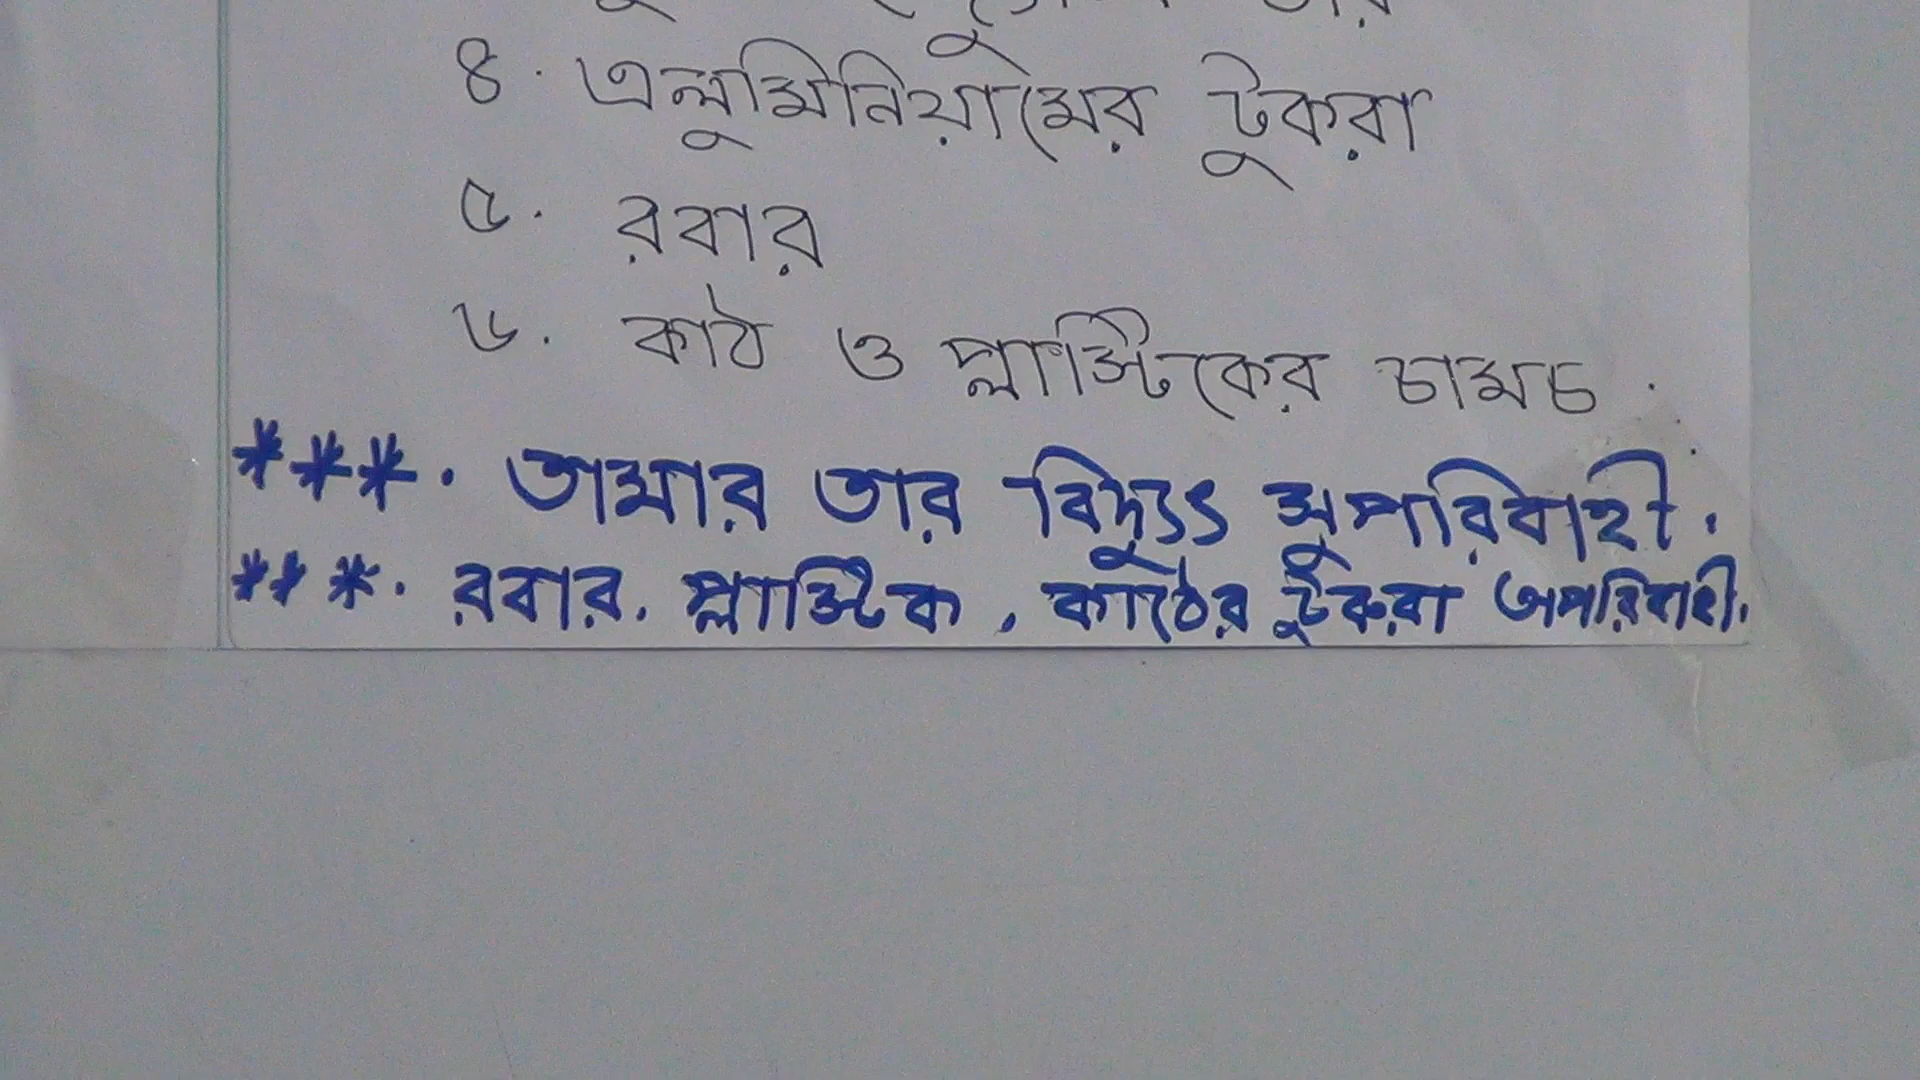 ৪. এলুমিনিয়ামের টুকরা
৫. রবার
৬. কাঠ ও প্লাস্টিকের চামচ.
***. তামার তার বিদ্যুৎ সুপরিবাহী.
***. রবার, প্লাস্টিক, কাঠের টুকরা অপরিবাহী.